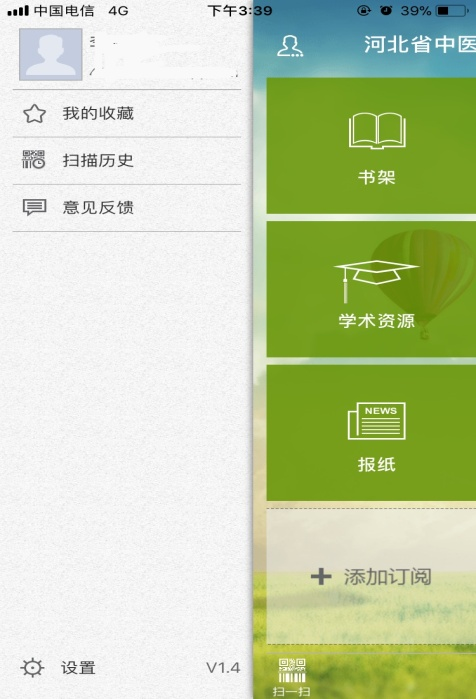 中国电信 4G 下午3:39 39%
河北省中医
我的收藏
扫描历史
意见反馈
书架
学术资源
NEWS
报纸
添加订阅
设置 V1.4
扫一扫